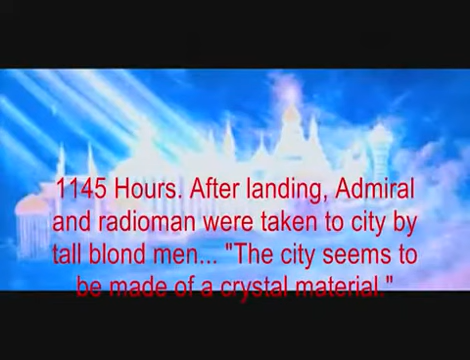 1145 Hours. After landing, Admiral
and radioman were taken to city by
tall blond men... "The city seems to
be made of a crystal material."